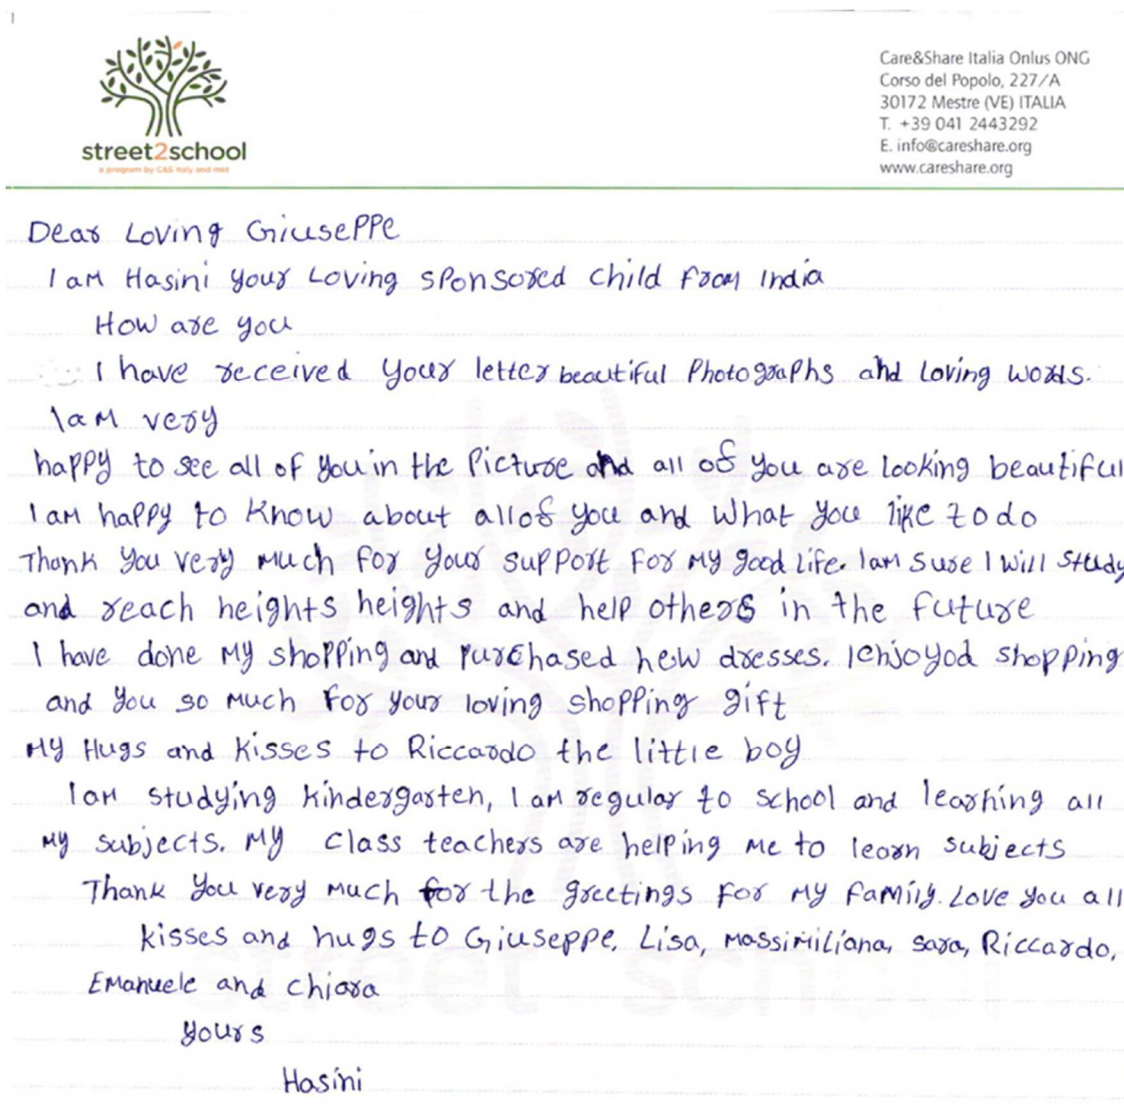 street2school
a program by C&S Italy and mkt
Care&Share Italia Onlus ONG
Corso del Popolo, 227/A
30172 Mestre (VE) ITALIA
T. +39 041 2443292
E. info@careshare.org
www.careshare.org
Dear Loving Giuseppe
I am Hasini your Loving sponsored child from India
How are you
I have received your letter beautiful Photographs and loving words.
I am very
happy to see all of you in the Picture and all of you are looking beautiful
I am happy to Know about all of you and what you like to do
Thank you very much for your support for my good life. I am sure I will study
and reach heights heights and help others in the future
I have done my shopping and purchased new dresses. I enjoyod shopping
and you so much for your loving shopping gift
My Hugs and Kisses to Riccardo the little boy
I am studying Kindergarten, I am regular to school and learning all
my subjects. My class teachers are helping me to learn subjects
Thank you very much for the greetings for my family. Love you all
kisses and hugs to Giuseppe, Lisa, Massimiliana, Sara, Riccardo,
Emanuele and chiara
yours
Hasini